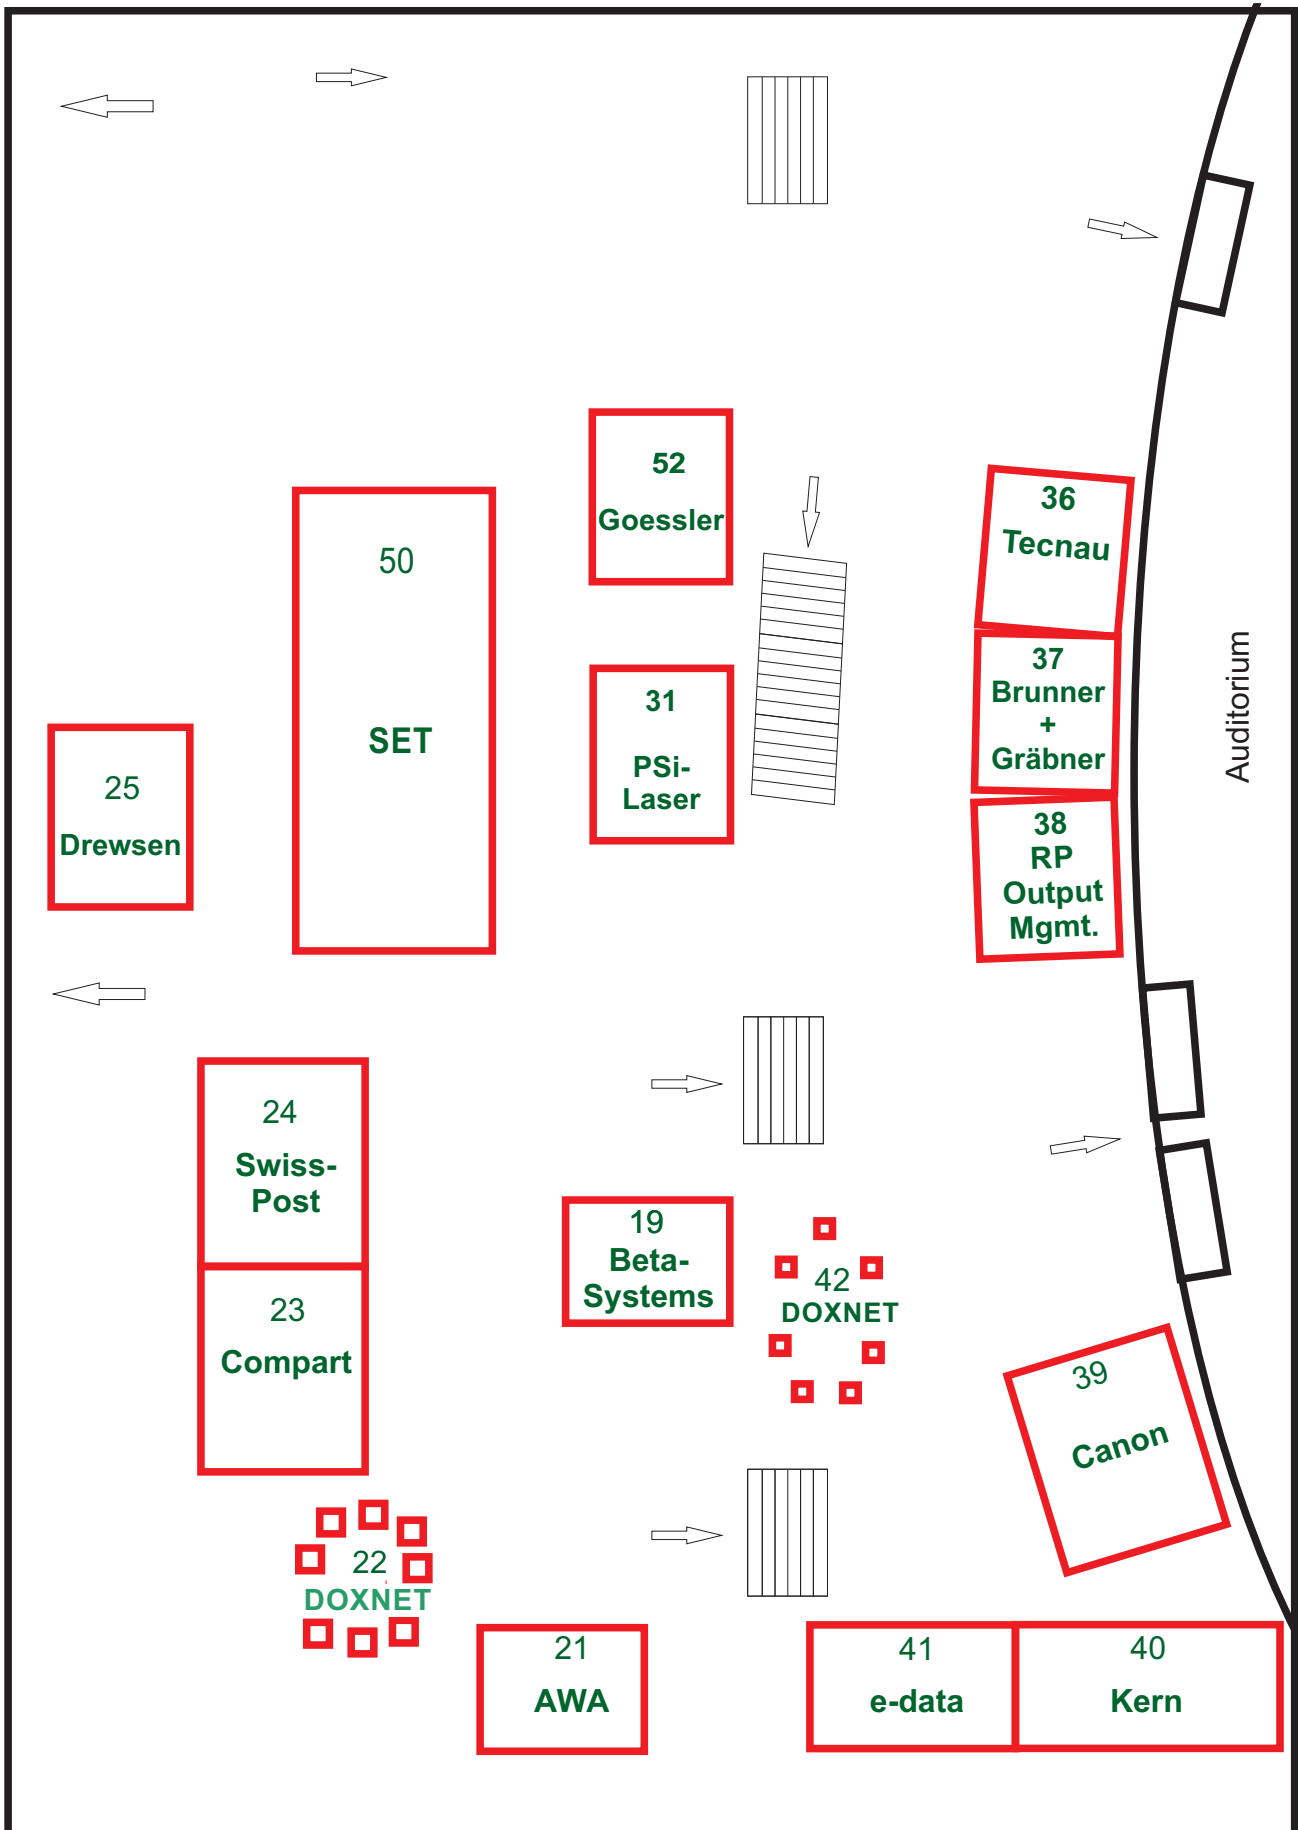 52
Goessler
36
Tecnau
50
SET
31
PSi-
Laser
37
Brunner
+
Gräbner
Auditorium
25
Drewsen
38
RP
Output
Mgmt.
24
Swiss-
Post
19
Beta-
Systems
42
DOXNET
23
Compart
39
Canon
22
DOXNET
21
AWA
41
e-data
40
Kern